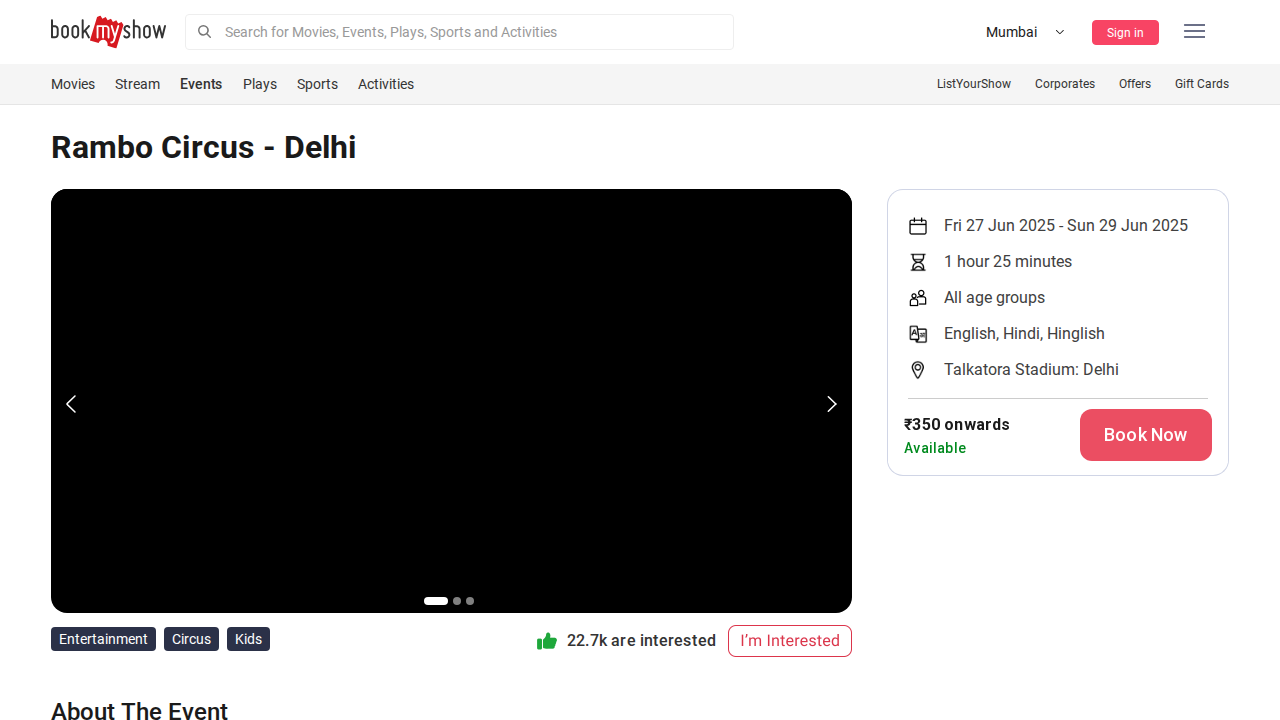 bookmyshow
Search for Movies, Events, Plays, Sports and Activities
Mumbai
Sign in
Movies Stream Events Plays Sports Activities
ListYourShow Corporates Offers Gift Cards
Rambo Circus - Delhi
Fri 27 Jun 2025 - Sun 29 Jun 2025
1 hour 25 minutes
All age groups
English, Hindi, Hinglish
Talkatora Stadium: Delhi
₹350 onwards
Available
Book Now
Entertainment Circus Kids
22.7k are interested
I’m Interested
About The Event